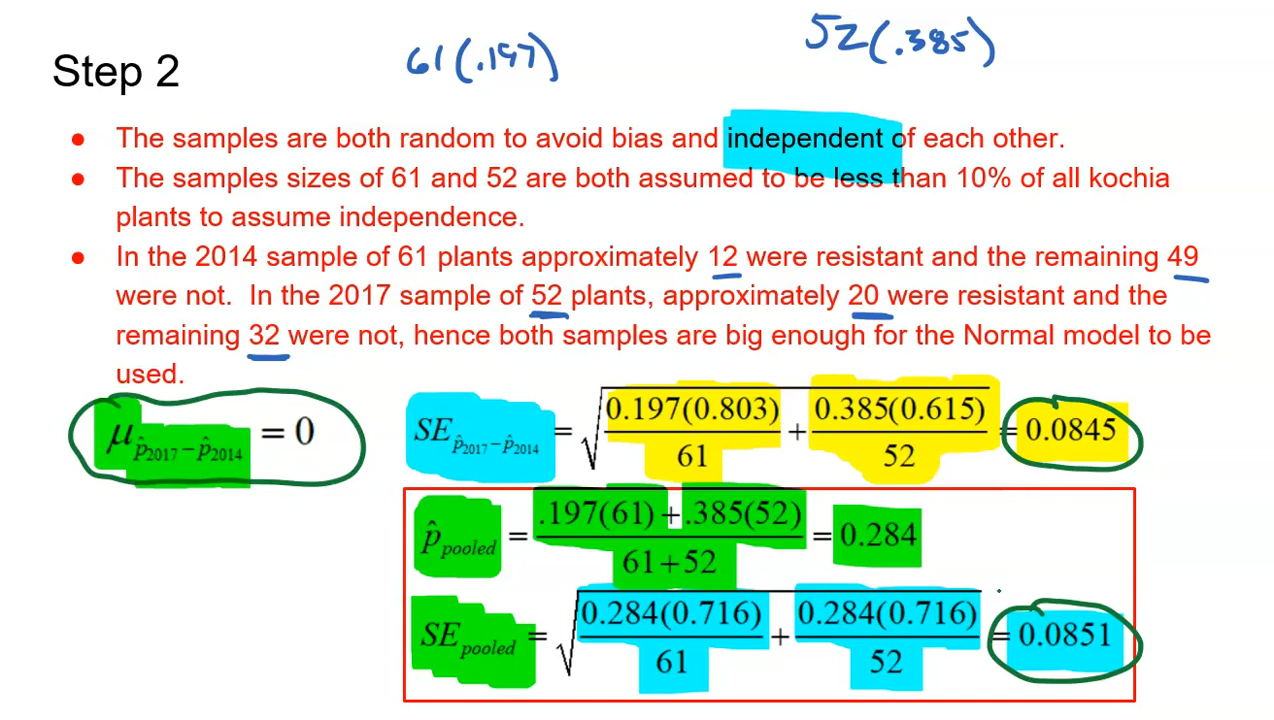 61(.197)
52(.385)
Step 2
● The samples are both random to avoid bias and independent of each other.
● The samples sizes of 61 and 52 are both assumed to be less than 10% of all kochia
plants to assume independence.
● In the 2014 sample of 61 plants approximately 12 were resistant and the remaining 49
were not.  In the 2017 sample of 52 plants, approximately 20 were resistant and the
remaining 32 were not, hence both samples are big enough for the Normal model to be
used.
μ_{p̂2017−p̂2014} = 0
SE_{p̂2017−p̂2014} = √(0.197(0.803)/61 + 0.385(0.615)/52) = 0.0845
p̂_{pooled} = (.197(61)+.385(52))/(61+52) = 0.284
SE_{pooled} = √(0.284(0.716)/61 + 0.284(0.716)/52) = 0.0851